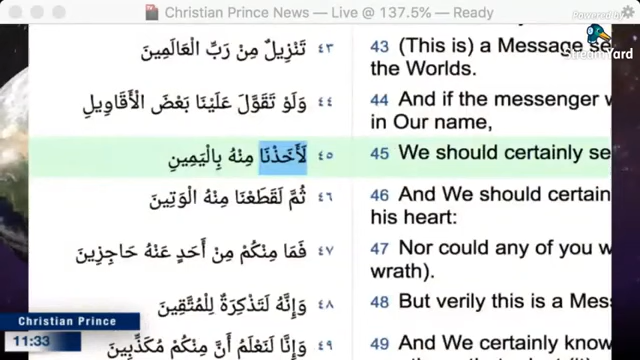 Christian Prince News — Live @ 137.5% — Ready
Powered by
StreamYard
٤٣ تَنْزِيلٌ مِنْ رَبِّ الْعَالَمِينَ
43 (This is) a Message se
the Worlds.
٤٤ وَلَوْ تَقَوَّلَ عَلَيْنَا بَعْضَ الْأَقَاوِيلِ
44 And if the messenger w
in Our name,
٤٥ لَأَخَذْنَا مِنْهُ بِالْيَمِينِ
45 We should certainly se
٤٦ ثُمَّ لَقَطَعْنَا مِنْهُ الْوَتِينَ
46 And We should certain
his heart:
٤٧ فَمَا مِنْكُمْ مِنْ أَحَدٍ عَنْهُ حَاجِزِينَ
47 Nor could any of you w
wrath).
٤٨ وَإِنَّهُ لَتَذْكِرَةٌ لِلْمُتَّقِينَ
48 But verily this is a Mess
٤٩ وَإِنَّا لَنَعْلَمُ أَنَّ مِنْكُمْ مُكَذِّبِينَ
49 And We certainly know
Christian Prince
11:33